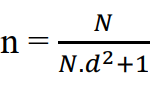 n = N / N.d²+1